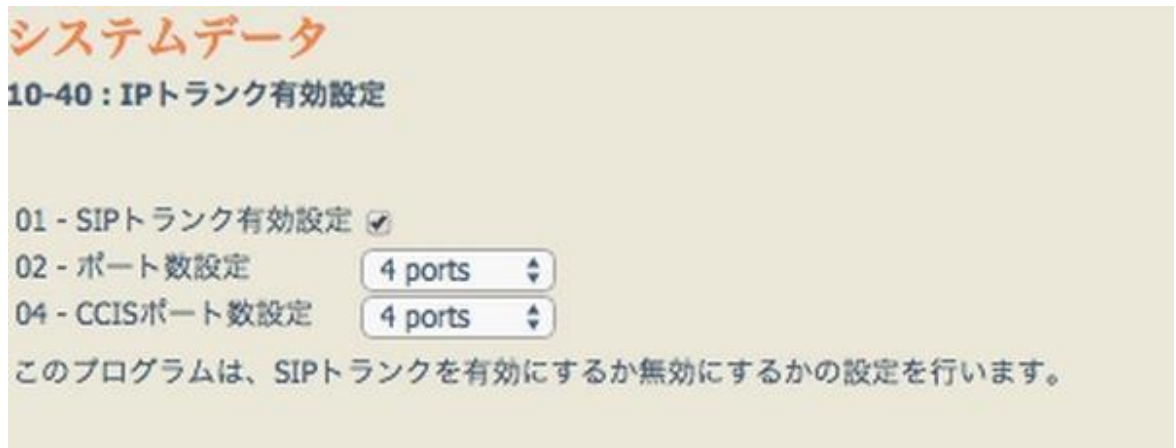 システムデータ
10-40 : IPトランク有効設定
01 - SIPトランク有効設定
02 - ポート数設定 4 ports
04 - CCISポート数設定 4 ports
このプログラムは、SIPトランクを有効にするか無効にするかの設定を行います。